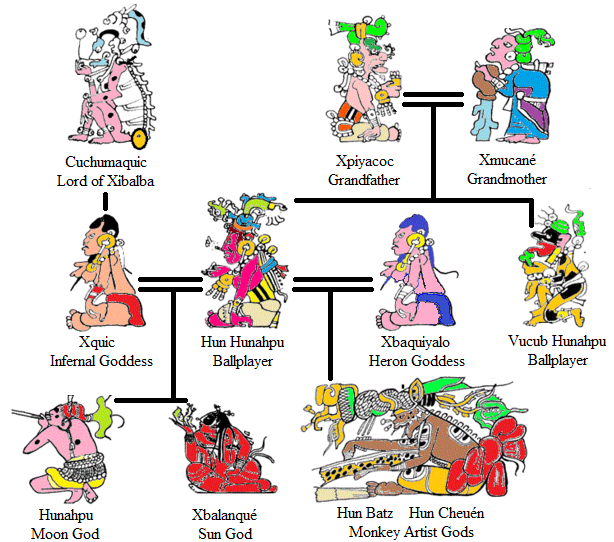 Cuchumaquic
Lord of Xibalba
Xpiyacoc
Grandfather
Xmucané
Grandmother
Xquic
Infernal Goddess
Hun Hunahpu
Ballplayer
Xbaquiyalo
Heron Goddess
Vucub Hunahpu
Ballplayer
Hunahpu
Moon God
Xbalanqué
Sun God
Hun Batz Hun Cheuén
Monkey Artist Gods